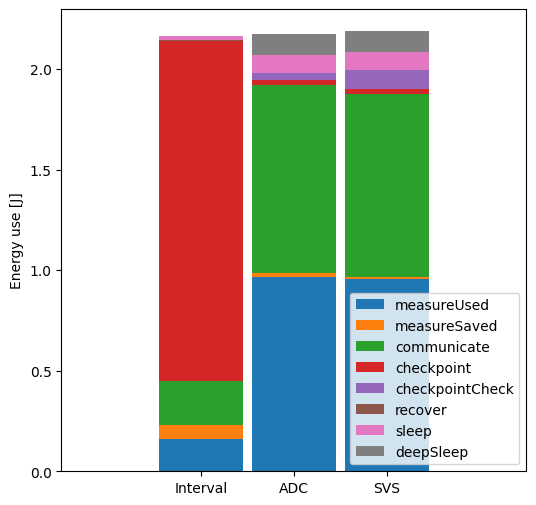 Energy use [J]
2.0
1.5
1.0
0.5
0.0
measureUsed
measureSaved
communicate
checkpoint
checkpointCheck
recover
sleep
deepSleep
Interval
ADC
SVS